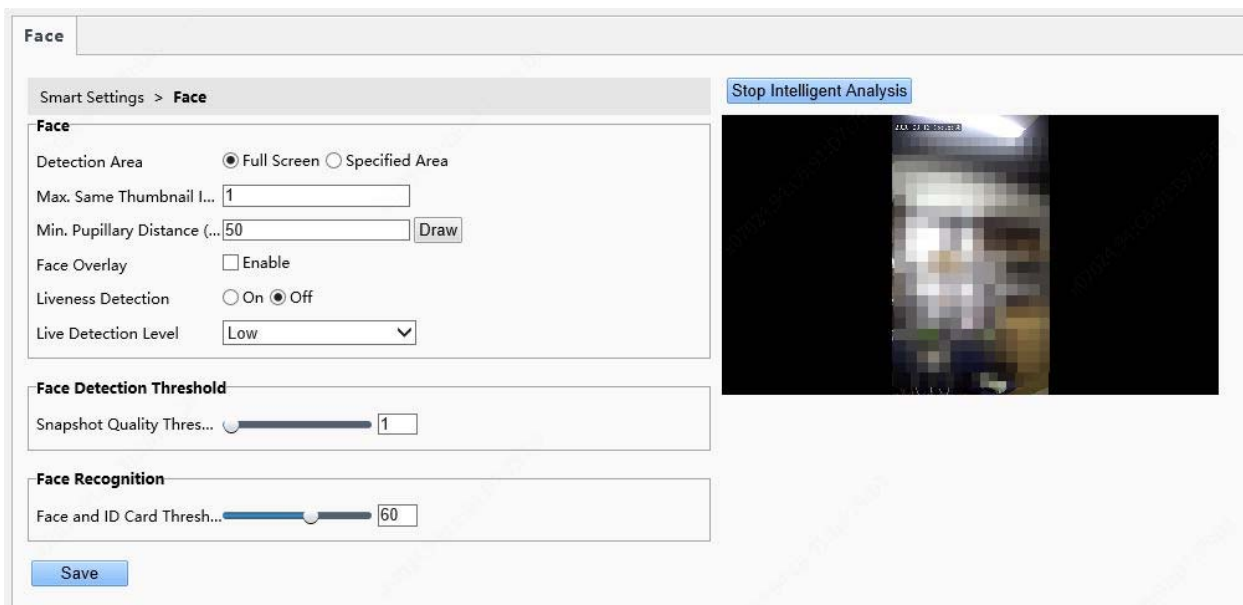 Face
Smart Settings > Face
Stop Intelligent Analysis
Face
Detection Area Full Screen Specified Area
Max. Same Thumbnail I... 1
Min. Pupillary Distance (... 50 Draw
Face Overlay Enable
Liveness Detection On Off
Live Detection Level Low
Face Detection Threshold
Snapshot Quality Thres... 1
Face Recognition
Face and ID Card Thresh... 60
Save